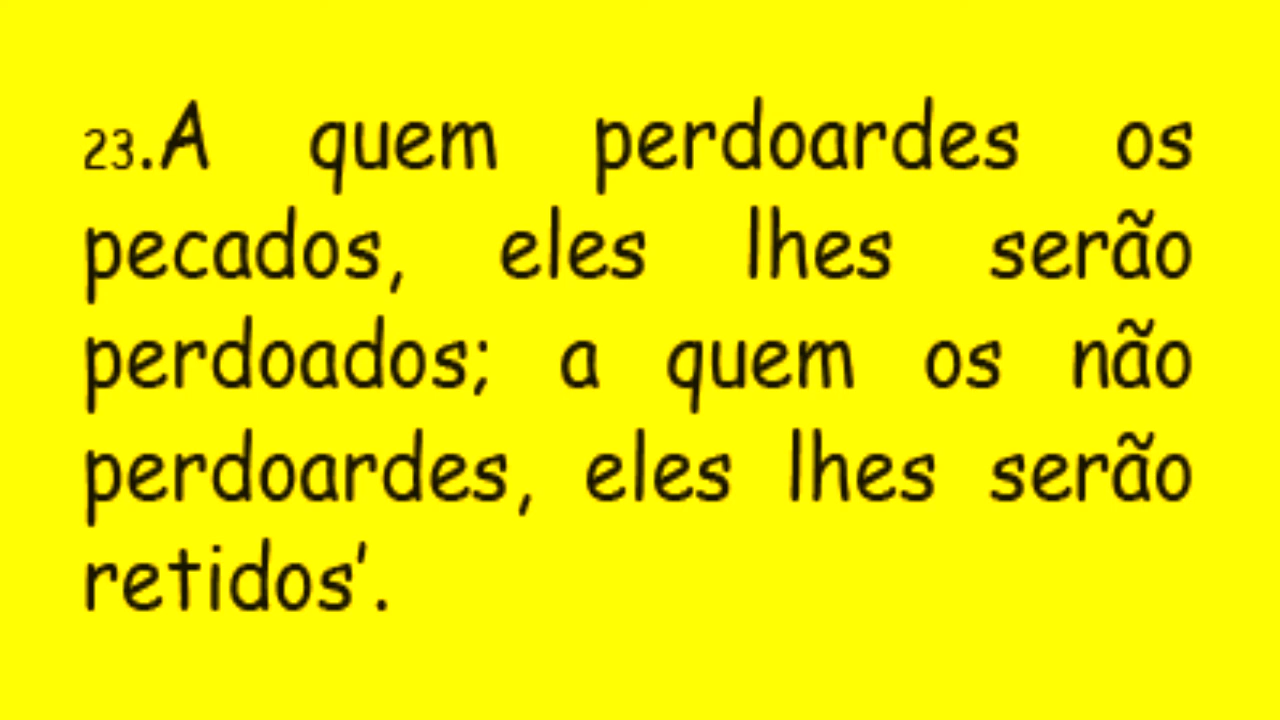 23.A quem perdoardes os
pecados, eles lhes serão
perdoados; a quem os não
perdoardes, eles lhes serão
retidos’.